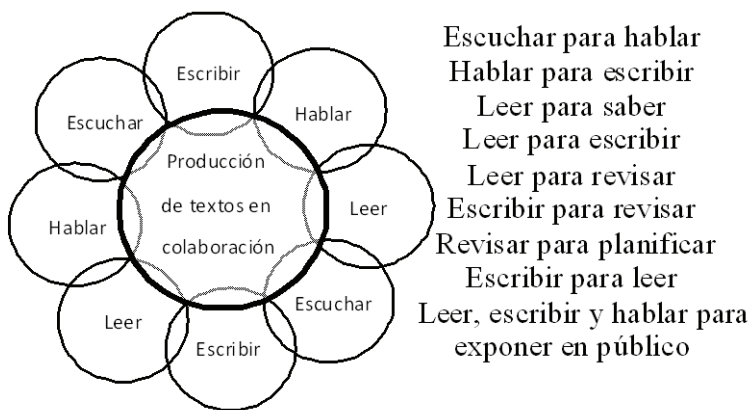 Escribir
Hablar
Leer
Escuchar
Escribir
Leer
Hablar
Escuchar
Producción
de textos en
colaboración
Escuchar para hablar
Hablar para escribir
Leer para saber
Leer para escribir
Leer para revisar
Escribir para revisar
Revisar para planificar
Escribir para leer
Leer, escribir y hablar para
exponer en público